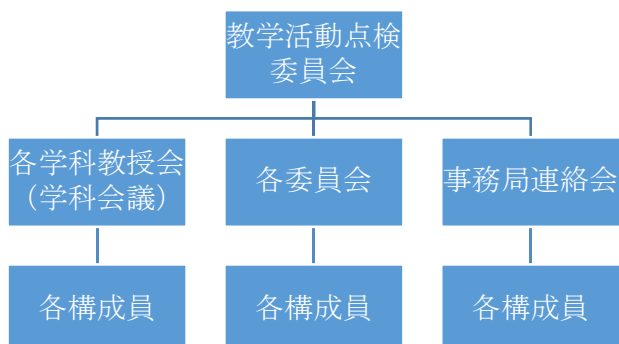 教学活動点検
委員会
各学科教授会
（学科会議）
各委員会
事務局連絡会
各構成員
各構成員
各構成員